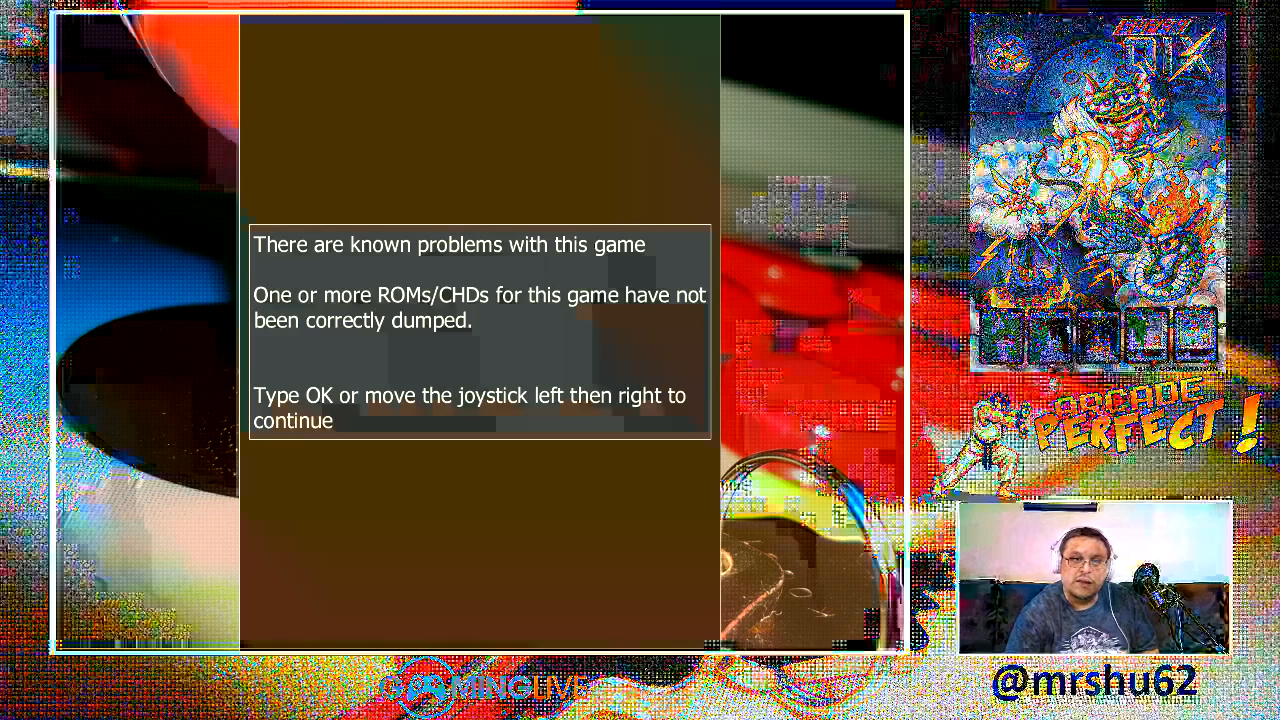 There are known problems with this game
One or more ROMs/CHDs for this game have not
been correctly dumped.
Type OK or move the joystick left then right to
continue
ARCADE
PERFECT!
GAMINGLIVE
@mrshu62